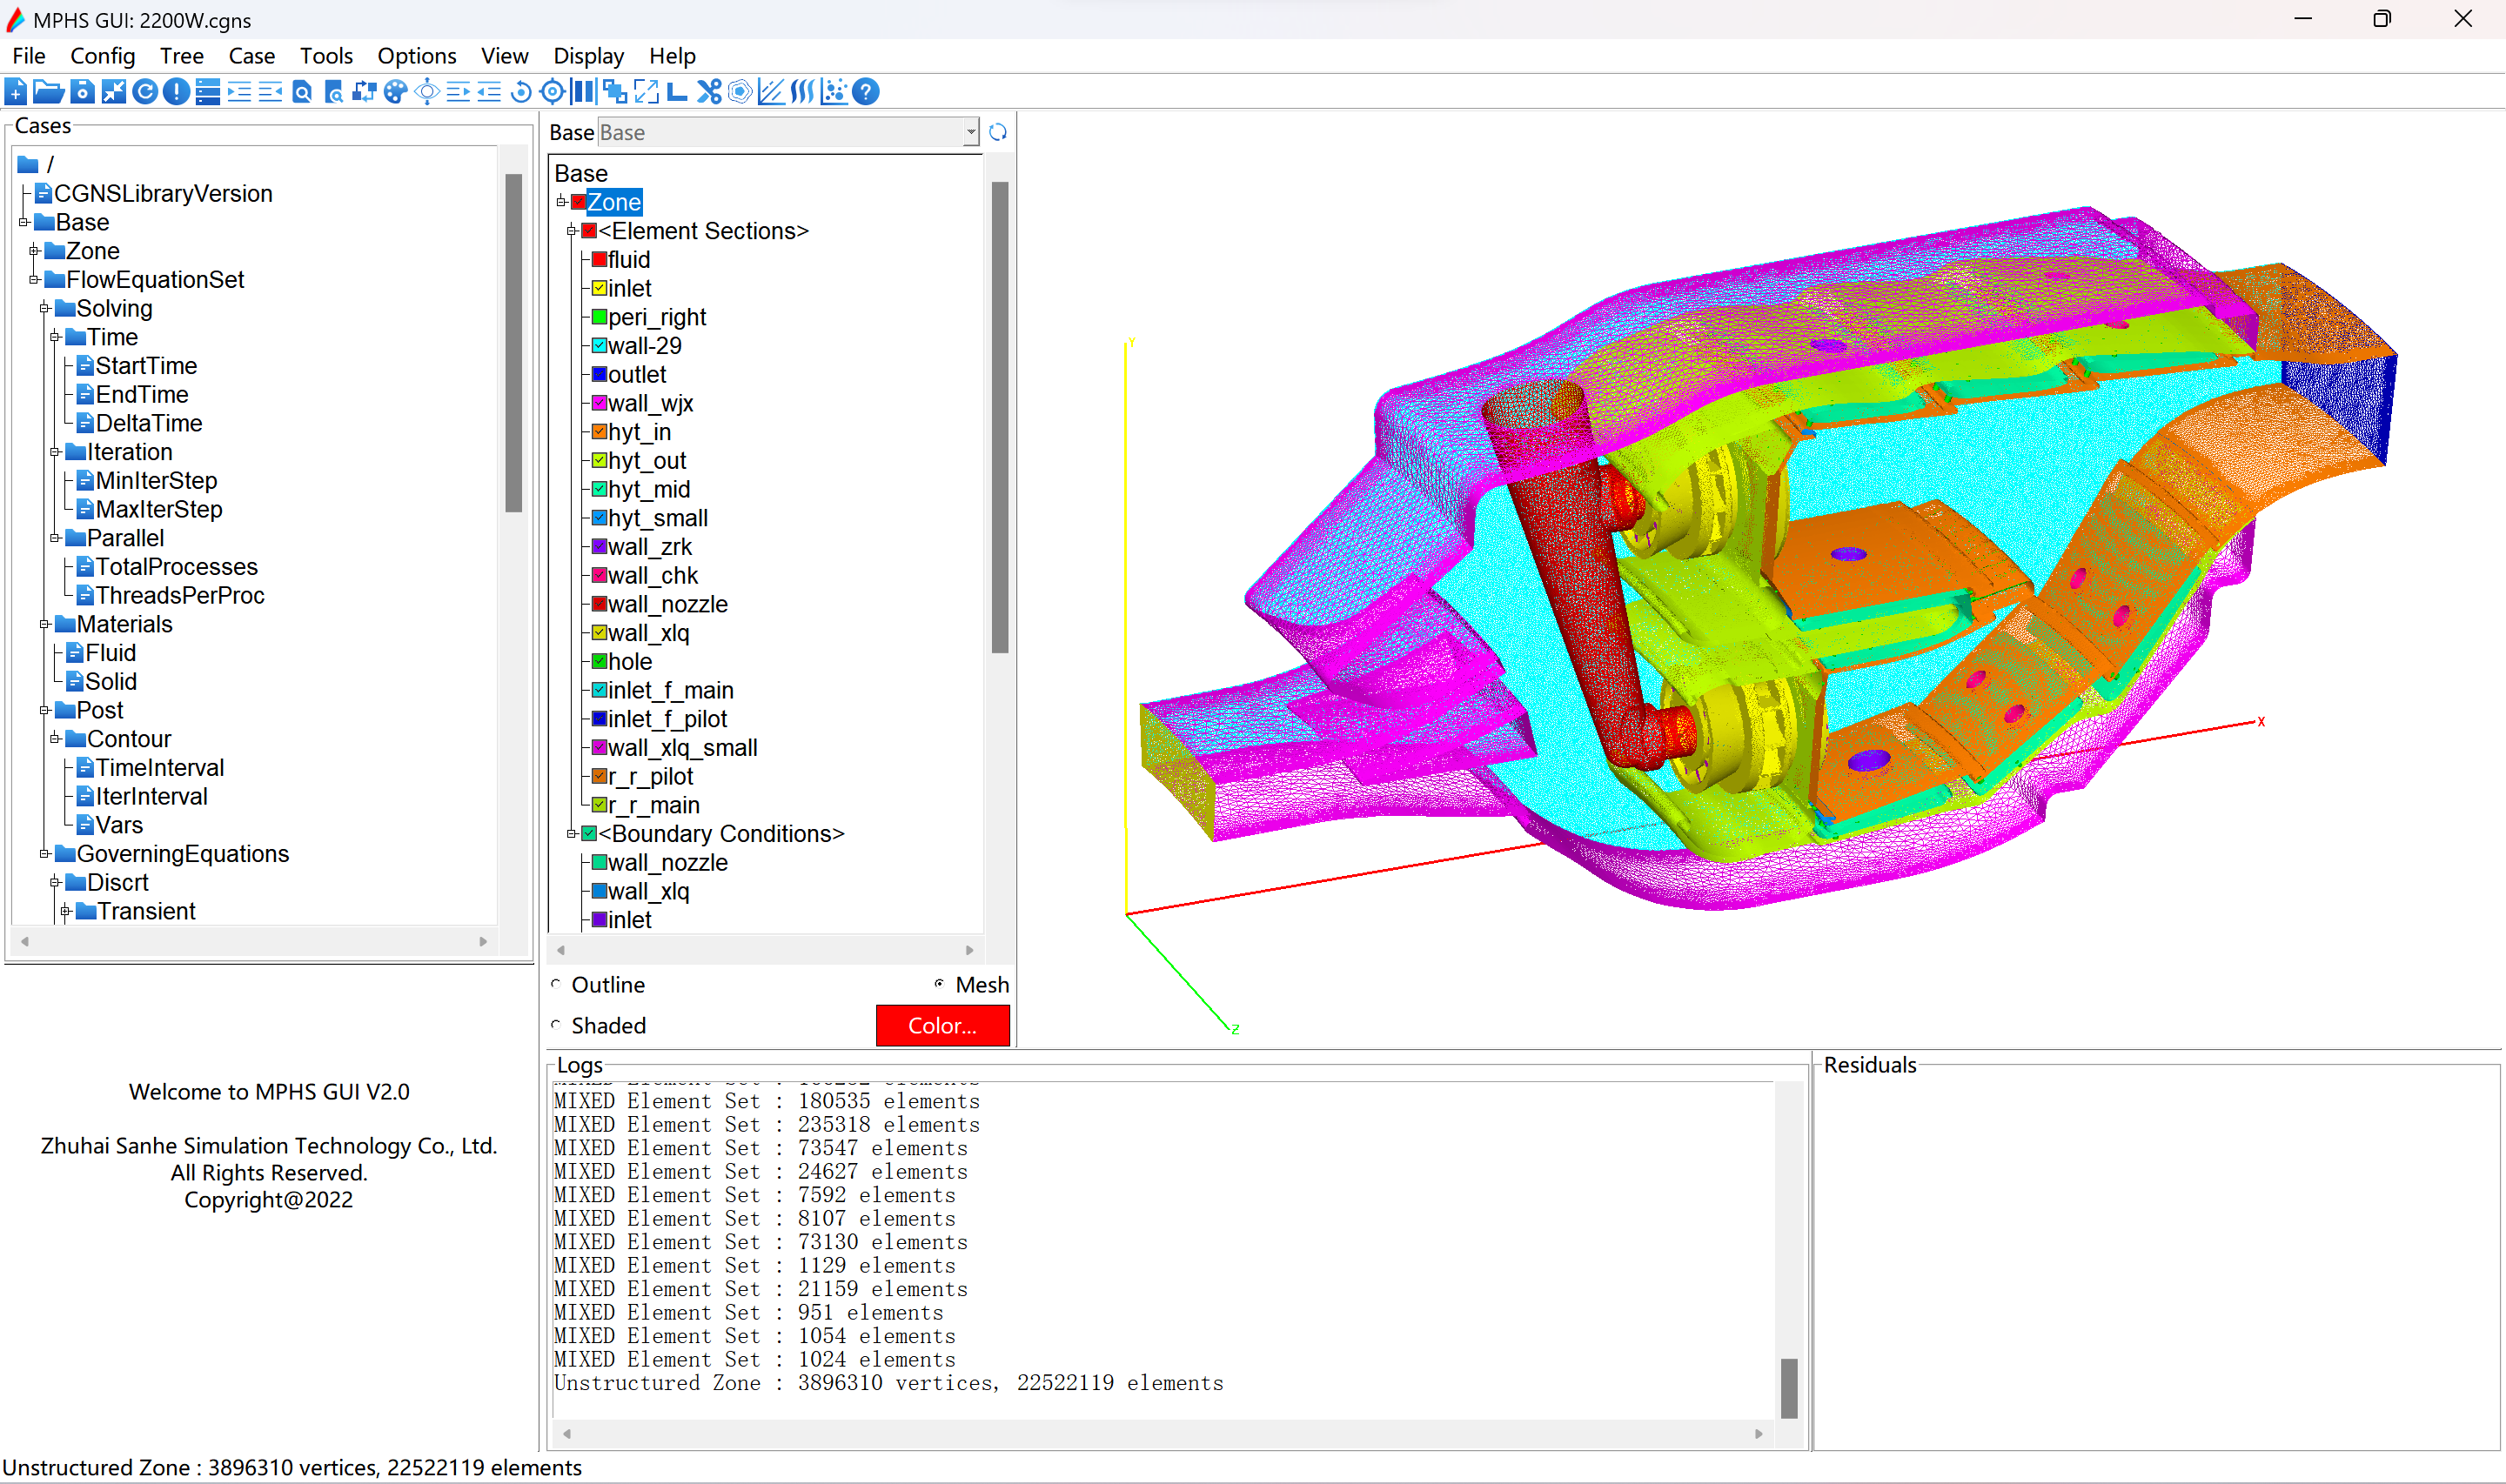 MPHS GUI: 2200W.cgns
File Config Tree Case Tools Options View Display Help
Cases
/
CGNSLibraryVersion
Base
Zone
FlowEquationSet
Solving
Time
StartTime
EndTime
DeltaTime
Iteration
MinIterStep
MaxIterStep
Parallel
TotalProcesses
ThreadsPerProc
Materials
Fluid
Solid
Post
Contour
TimeInterval
IterInterval
Vars
GoverningEquations
Discrt
Transient
Welcome to MPHS GUI V2.0
Zhuhai Sanhe Simulation Technology Co., Ltd.
All Rights Reserved.
Copyright@2022
Base Base
Base
Zone
<Element Sections>
fluid
inlet
peri_right
wall-29
outlet
wall_wjx
hyt_in
hyt_out
hyt_mid
hyt_small
wall_zrk
wall_chk
wall_nozzle
wall_xlq
hole
inlet_f_main
inlet_f_pilot
wall_xlq_small
r_r_pilot
r_r_main
<Boundary Conditions>
wall_nozzle
wall_xlq
inlet
Outline Mesh
Shaded Color...
Y
X
Z
Logs
MIXED Element Set : 180535 elements
MIXED Element Set : 235318 elements
MIXED Element Set : 73547 elements
MIXED Element Set : 24627 elements
MIXED Element Set : 7592 elements
MIXED Element Set : 8107 elements
MIXED Element Set : 73130 elements
MIXED Element Set : 1129 elements
MIXED Element Set : 21159 elements
MIXED Element Set : 951 elements
MIXED Element Set : 1054 elements
MIXED Element Set : 1024 elements
Unstructured Zone : 3896310 vertices, 22522119 elements
Residuals
Unstructured Zone : 3896310 vertices, 22522119 elements